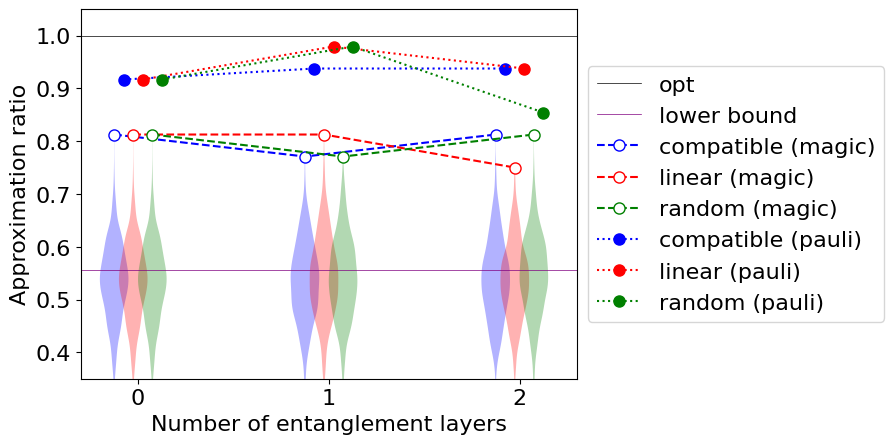 1.0
0.9
0.8
0.7
0.6
0.5
0.4
Approximation ratio
0 1 2
Number of entanglement layers
opt
lower bound
compatible (magic)
linear (magic)
random (magic)
compatible (pauli)
linear (pauli)
random (pauli)